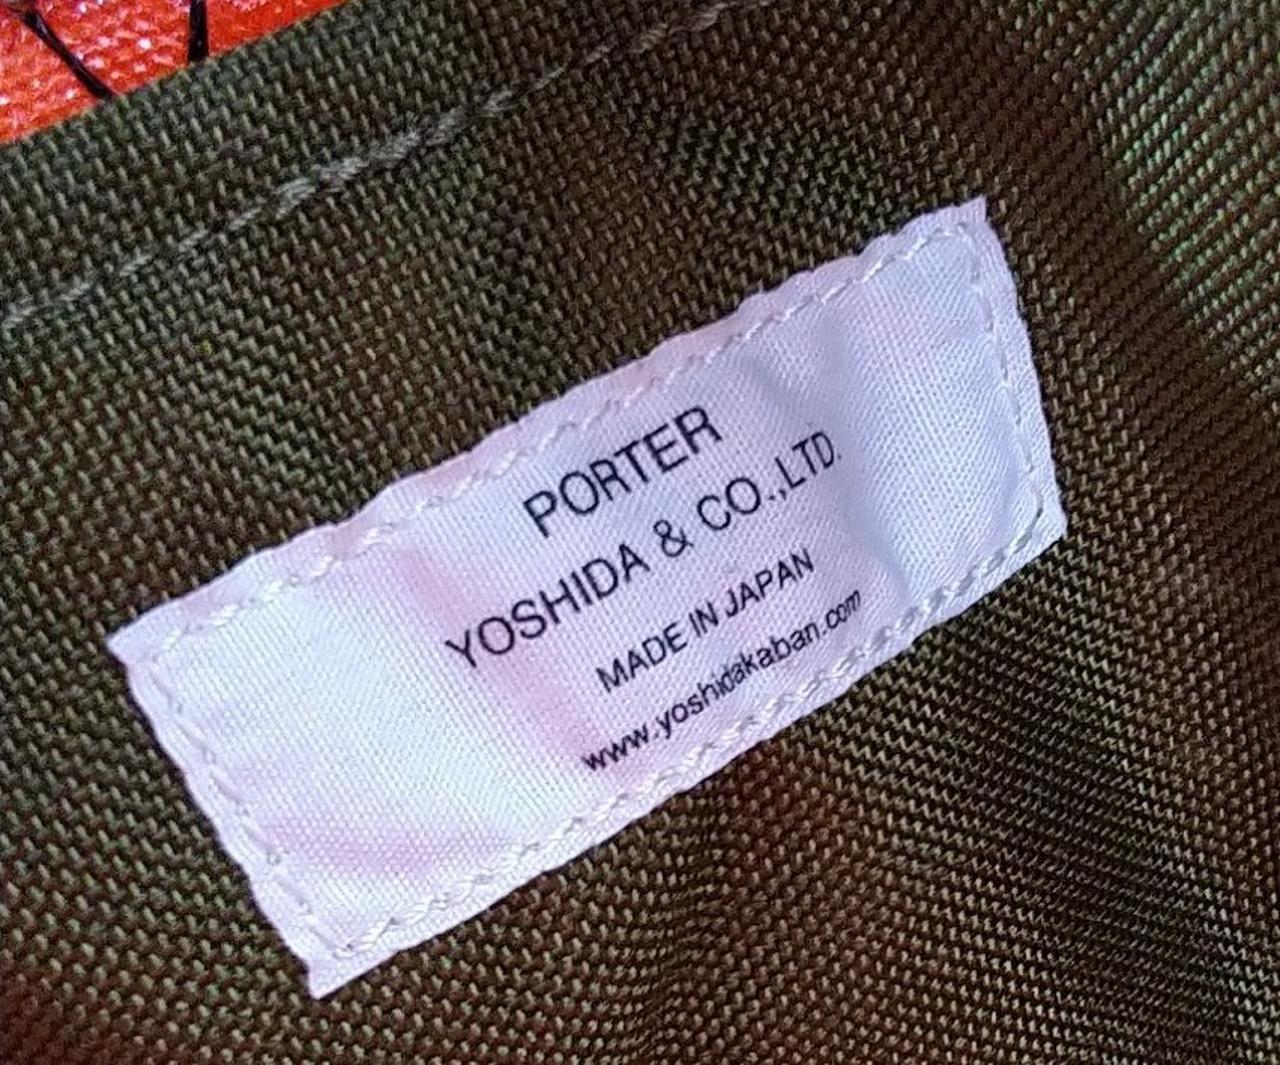 PORTER
YOSHIDA & CO.,LTD.
MADE IN JAPAN
www.yoshidakaban.com